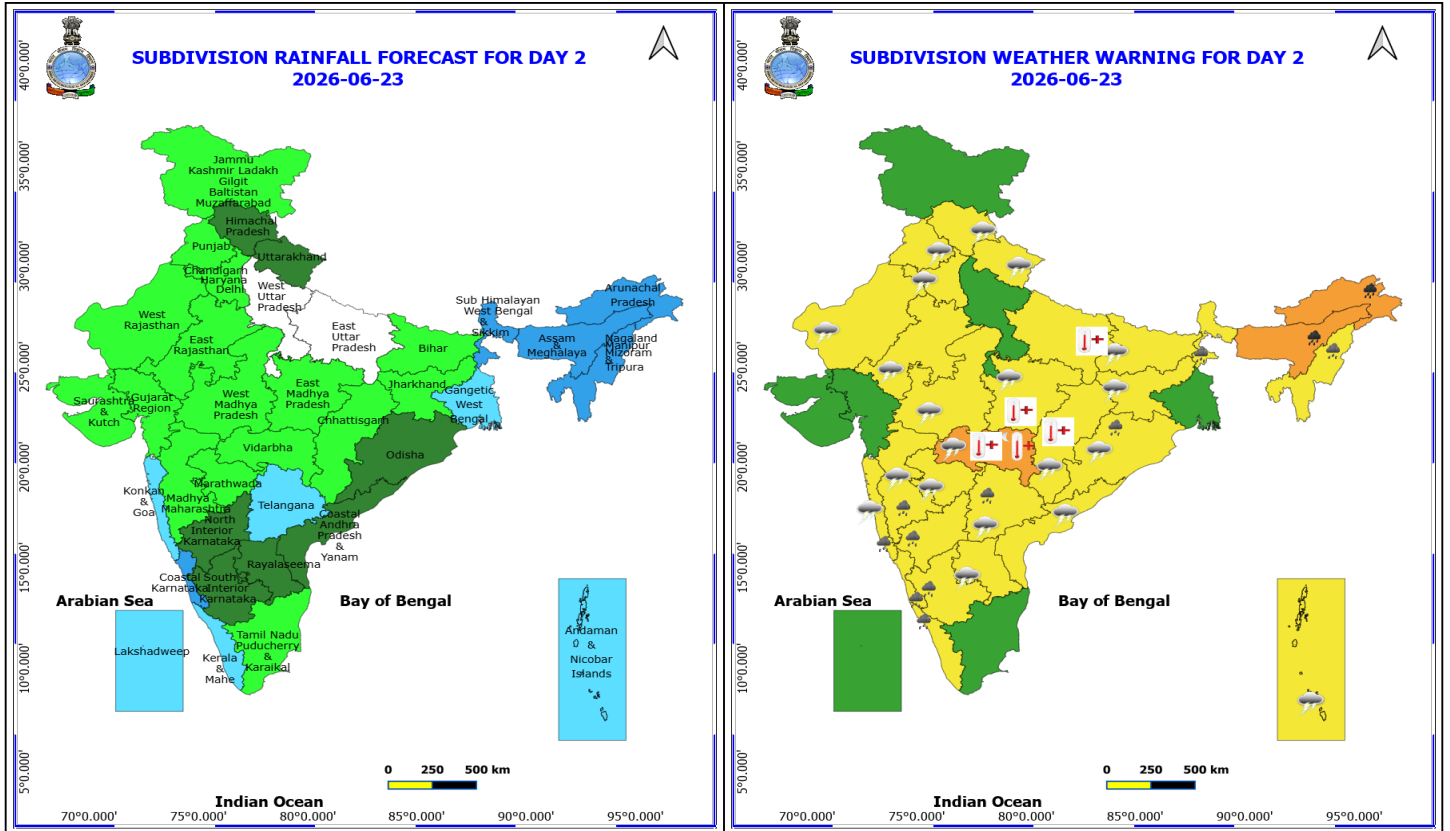 SUBDIVISION RAINFALL FORECAST FOR DAY 2
2026-06-23
40°0.000'
35°0.000'
30°0.000'
25°0.000'
20°0.000'
15°0.000'
10°0.000'
5°0.000'
Jammu
Kashmir Ladakh
Gilgit
Baltistan
Muzaffarabad
Himachal
Pradesh
Punjab
Uttarakhand
Chandigarh
Haryana
Delhi
West
Uttar
Pradesh
East
Uttar
Pradesh
West
Rajasthan
East
Rajasthan
Sub Himalayan
West Bengal
&
Sikkim
Arunachal
Pradesh
Assam
&
Meghalaya
Nagaland
Manipur
Mizoram
&
Tripura
Bihar
Jharkhand
Gangetic
West
Bengal
Saurashtra
&
Kutch
Gujarat
Region
West
Madhya
Pradesh
East
Madhya
Pradesh
Chhattisgarh
Vidarbha
Odisha
Konkan
&
Goa
Madhya
Maharashtra
Marathwada
Telangana
North
Interior
Karnataka
Coastal
Andhra
Pradesh
&
Yanam
Rayalaseema
Coastal
Karnataka
South
Interior
Karnataka
Arabian Sea
Bay of Bengal
Lakshadweep
Kerala
&
Mahe
Tamil Nadu
Puducherry
&
Karaikal
Andaman
&
Nicobar
Islands
0 250 500 km
Indian Ocean
70°0.000' 75°0.000' 80°0.000' 85°0.000' 90°0.000' 95°0.000'
SUBDIVISION WEATHER WARNING FOR DAY 2
2026-06-23
40°0.000'
35°0.000'
30°0.000'
25°0.000'
20°0.000'
15°0.000'
10°0.000'
5°0.000'
Arabian Sea
Bay of Bengal
0 250 500 km
Indian Ocean
70°0.000' 75°0.000' 80°0.000' 85°0.000' 90°0.000' 95°0.000'